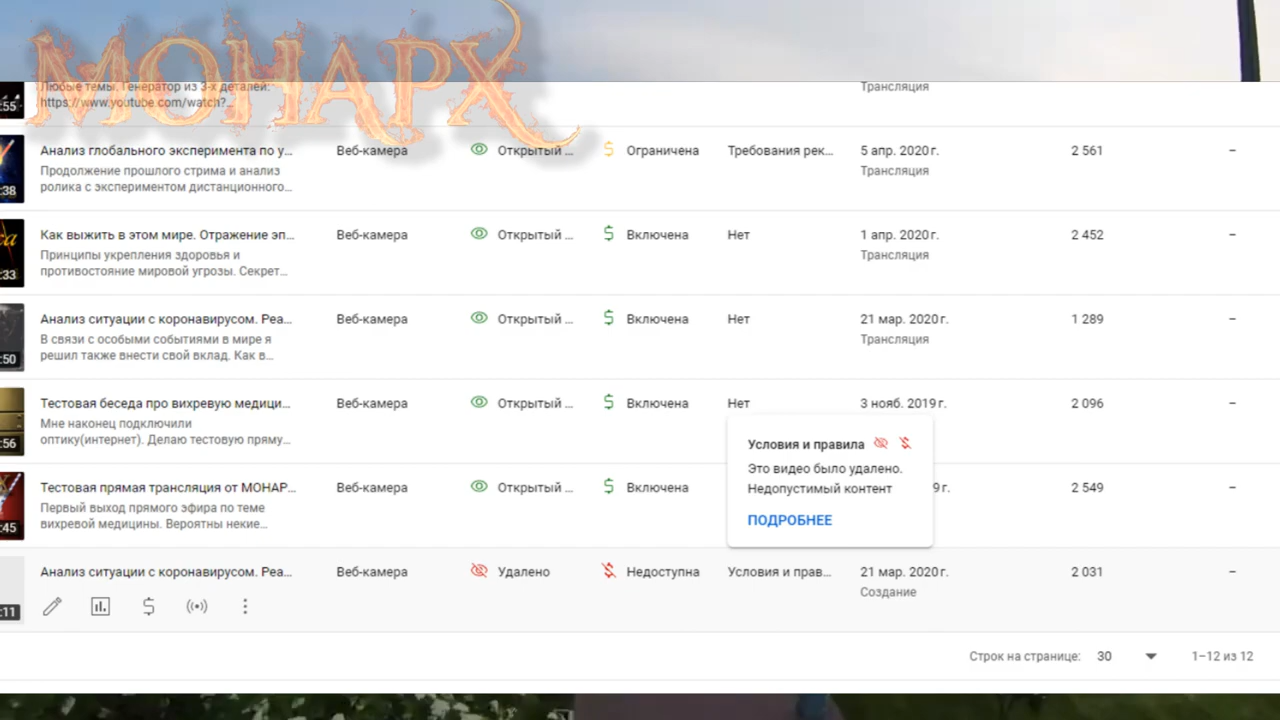 МОНАРХ
Любые темы. Генератор из 3-х деталей:
:55
https://www.youtube.com/watch?...
Трансляция
Анализ глобального эксперимента по у...
Веб-камера
Открытый ...
Ограничена
Требования рек...
5 апр. 2020 г.
2 561
–
Продолжение прошлого стрима и анализ
Трансляция
:38
ролика с экспериментом дистанционного...
Как выжить в этом мире. Отражение эп...
Веб-камера
Открытый ...
Включена
Нет
1 апр. 2020 г.
2 452
–
Принципы укрепления здоровья и
Трансляция
:33
противостояние мировой угрозы. Секрет...
Анализ ситуации с коронавирусом. Реа...
Веб-камера
Открытый ...
Включена
Нет
21 мар. 2020 г.
1 289
–
В связи с особыми событиями в мире я
Трансляция
:50
решил также внести свой вклад. Как в...
Тестовая беседа про вихревую медици...
Веб-камера
Открытый ...
Включена
Нет
3 нояб. 2019 г.
2 096
–
Мне наконец подключили
:56
оптику(интернет). Делаю тестовую пряму...
Условия и правила
Это видео было удалено.
Недопустимый контент
ПОДРОБНЕЕ
Тестовая прямая трансляция от МОНАР...
Веб-камера
Открытый ...
Включена
9 г.
2 549
–
Первый выход прямого эфира по теме
:45
вихревой медицины. Вероятны некие...
Анализ ситуации с коронавирусом. Реа...
Веб-камера
Удалено
Недоступна
Условия и прав...
21 мар. 2020 г.
2 031
–
Создание
:11
Строк на странице:
30
1–12 из 12